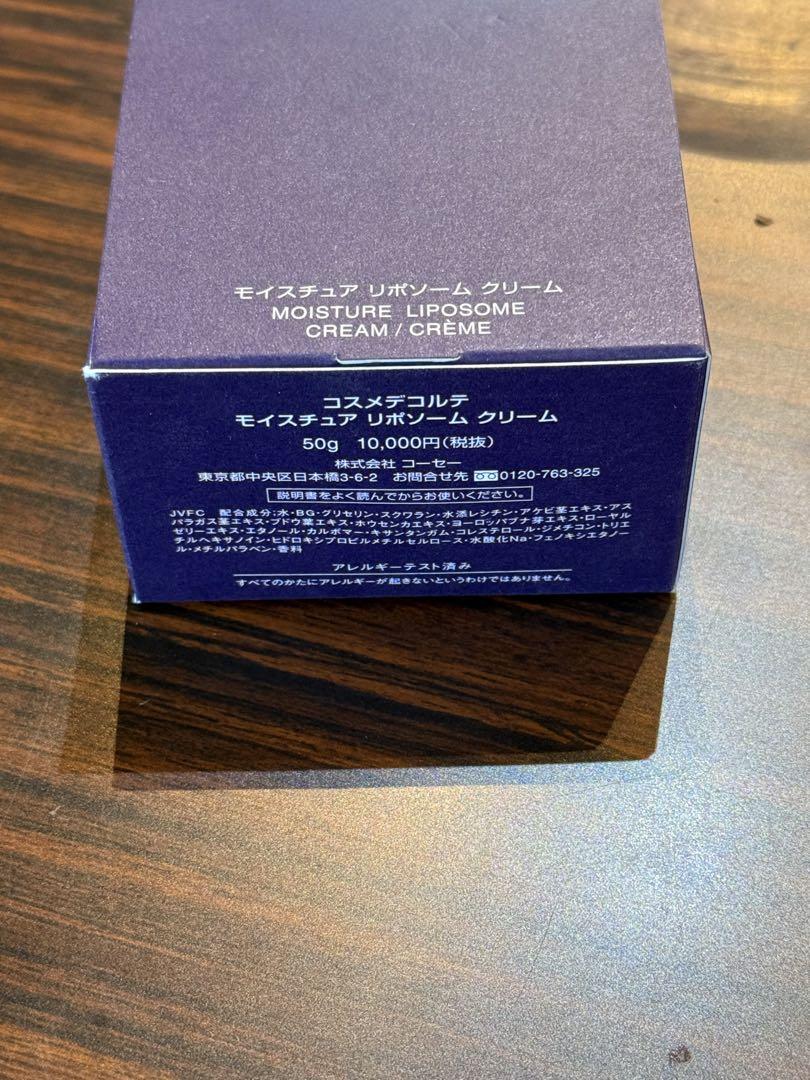 モイスチュア リポソーム クリーム
MOISTURE LIPOSOME
CREAM / CRÈME
コスメデコルテ
モイスチュア リポソーム クリーム
50g 10,000円(税抜)
株式会社 コーセー
東京都中央区日本橋3-6-2 お問合せ先 0120-763-325
説明書をよく読んでからお使いください。
JVFC 配合成分:水・BG・グリセリン・スクワラン・水添レシチン・アケビ茎エキス・アス
パラガス茎エキス・ブドウ葉エキス・ホウセンカエキス・ヨーロッパブナ芽エキス・ローヤル
ゼリーエキス・エタノール・カルボマー・キサンタンガム・コレステロール・ジメチコン・トリエ
チルヘキサノイン・ヒドロキシプロピルメチルセルロース・水酸化Na・フェノキシエタノー
ル・メチルパラベン・香料
アレルギーテスト済み
すべてのかたにアレルギーが起きないというわけではありません。